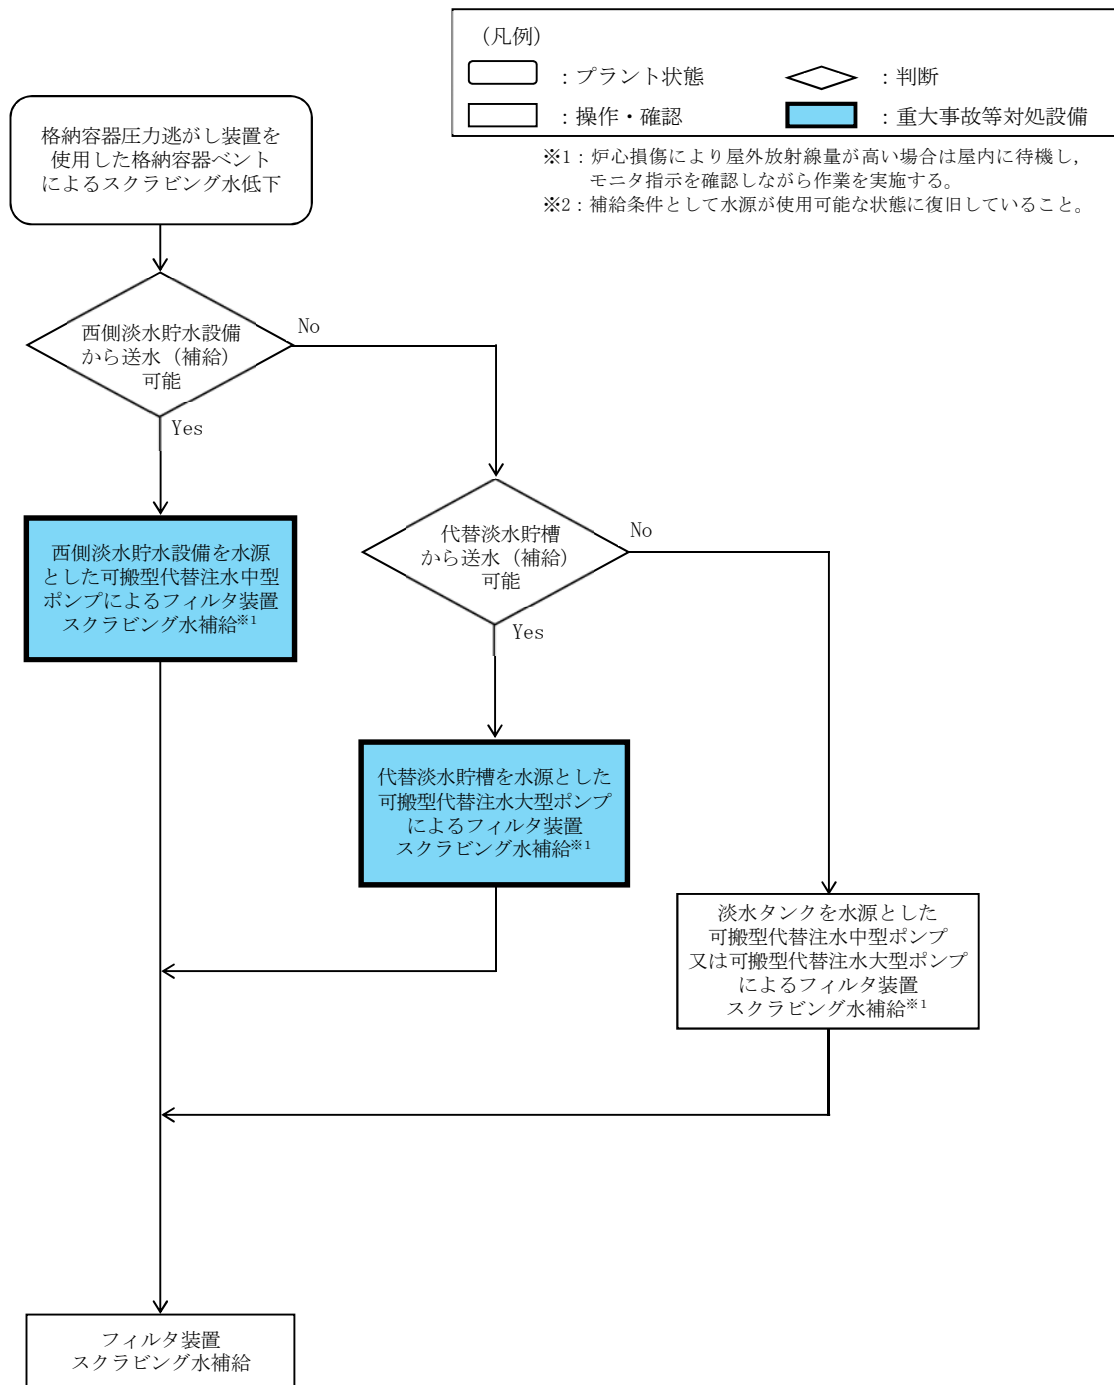 (凡例)
：プラント状態
：判断
：操作・確認
：重大事故等対処設備
※1：炉心損傷により屋外放射線量が高い場合は屋内に待機し，
モニタ指示を確認しながら作業を実施する。
※2：補給条件として水源が使用可能な状態に復旧していること。
格納容器圧力逃がし装置を
使用した格納容器ベント
によるスクラビング水低下
西側淡水貯水設備
から送水（補給）
可能
No
Yes
西側淡水貯水設備を水源
とした可搬型代替注水中型
ポンプによるフィルタ装置
スクラビング水補給※1
代替淡水貯槽
から送水（補給）
可能
No
Yes
代替淡水貯槽を水源とした
可搬型代替注水大型ポンプ
によるフィルタ装置
スクラビング水補給※1
淡水タンクを水源とした
可搬型代替注水中型ポンプ
又は可搬型代替注水大型ポンプ
によるフィルタ装置
スクラビング水補給※1
フィルタ装置
スクラビング水補給